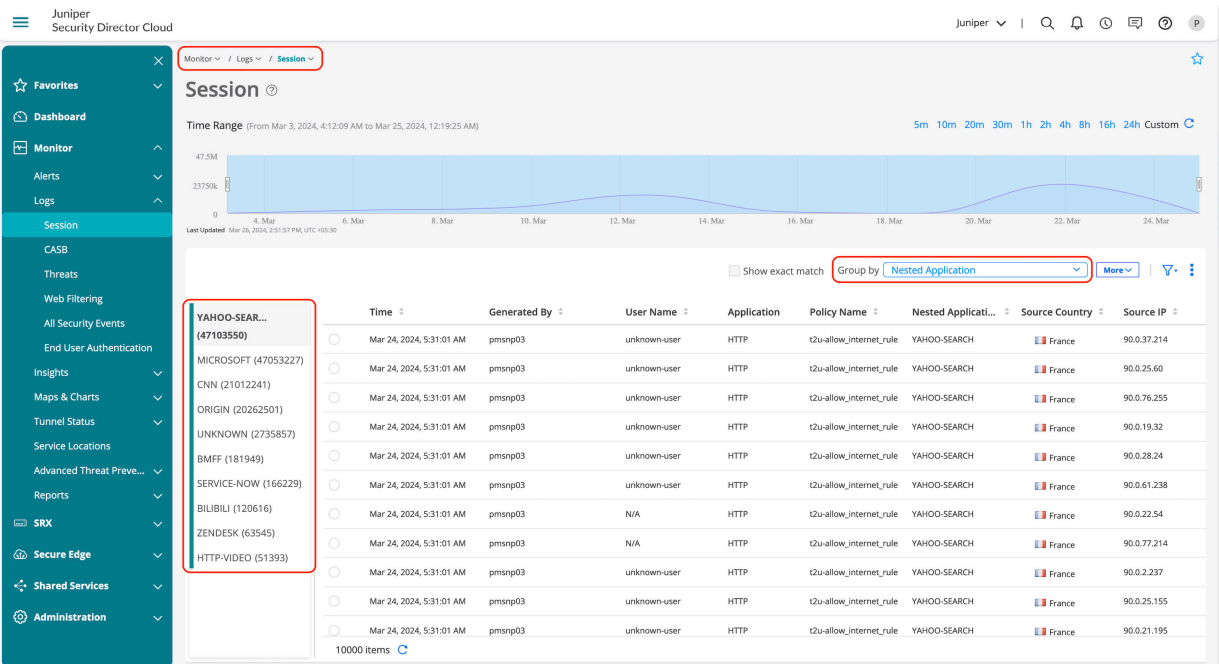 Juniper
Security Director Cloud
Juniper
P
Favorites
Dashboard
Monitor
Alerts
Logs
Session
CASB
Threats
Web Filtering
All Security Events
End User Authentication
Insights
Maps & Charts
Tunnel Status
Service Locations
Advanced Threat Preve...
Reports
SRX
Secure Edge
Shared Services
Administration
Monitor / Logs / Session
Session
Time Range (From Mar 3, 2024, 4:12:09 AM to Mar 25, 2024, 12:19:25 AM)
5m 10m 20m 30m 1h 2h 4h 8h 16h 24h Custom
47.5M
23750k
0
4. Mar 6. Mar 8. Mar 10. Mar 12. Mar 14. Mar 16. Mar 18. Mar 20. Mar 22. Mar 24. Mar
Last Updated Mar 26, 2024, 2:51:57 PM, UTC +05:30
Show exact match Group by Nested Application More
YAHOO-SEAR...
(47103550)
MICROSOFT (47053227)
CNN (21012241)
ORIGIN (20262501)
UNKNOWN (2735857)
BMFF (181949)
SERVICE-NOW (166229)
BILIBILI (120616)
ZENDESK (63545)
HTTP-VIDEO (51393)
Time Generated By User Name Application Policy Name Nested Applicati... Source Country Source IP
Mar 24, 2024, 5:31:01 AM pmsnp03 unknown-user HTTP t2u-allow_internet_rule YAHOO-SEARCH France 90.0.37.214
Mar 24, 2024, 5:31:01 AM pmsnp03 unknown-user HTTP t2u-allow_internet_rule YAHOO-SEARCH France 90.0.25.60
Mar 24, 2024, 5:31:01 AM pmsnp03 unknown-user HTTP t2u-allow_internet_rule YAHOO-SEARCH France 90.0.76.255
Mar 24, 2024, 5:31:01 AM pmsnp03 unknown-user HTTP t2u-allow_internet_rule YAHOO-SEARCH France 90.0.19.32
Mar 24, 2024, 5:31:01 AM pmsnp03 unknown-user HTTP t2u-allow_internet_rule YAHOO-SEARCH France 90.0.28.24
Mar 24, 2024, 5:31:01 AM pmsnp03 unknown-user HTTP t2u-allow_internet_rule YAHOO-SEARCH France 90.0.61.238
Mar 24, 2024, 5:31:01 AM pmsnp03 N/A HTTP t2u-allow_internet_rule YAHOO-SEARCH France 90.0.22.54
Mar 24, 2024, 5:31:01 AM pmsnp03 N/A HTTP t2u-allow_internet_rule YAHOO-SEARCH France 90.0.77.214
Mar 24, 2024, 5:31:01 AM pmsnp03 unknown-user HTTP t2u-allow_internet_rule YAHOO-SEARCH France 90.0.2.237
Mar 24, 2024, 5:31:01 AM pmsnp03 unknown-user HTTP t2u-allow_internet_rule YAHOO-SEARCH France 90.0.25.155
Mar 24, 2024, 5:31:01 AM pmsnp03 unknown-user HTTP t2u-allow_internet_rule YAHOO-SEARCH France 90.0.21.195
10000 items